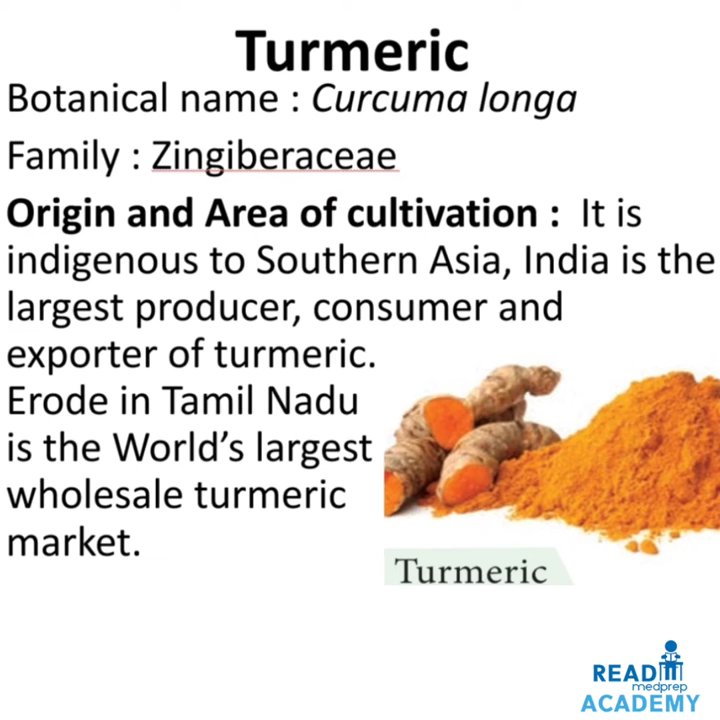 Turmeric
Botanical name : Curcuma longa
Family : Zingiberaceae
Origin and Area of cultivation : It is
indigenous to Southern Asia, India is the
largest producer, consumer and
exporter of turmeric.
Erode in Tamil Nadu
is the World's largest
wholesale turmeric
market.
Turmeric
READ
medprep
ACADEMY